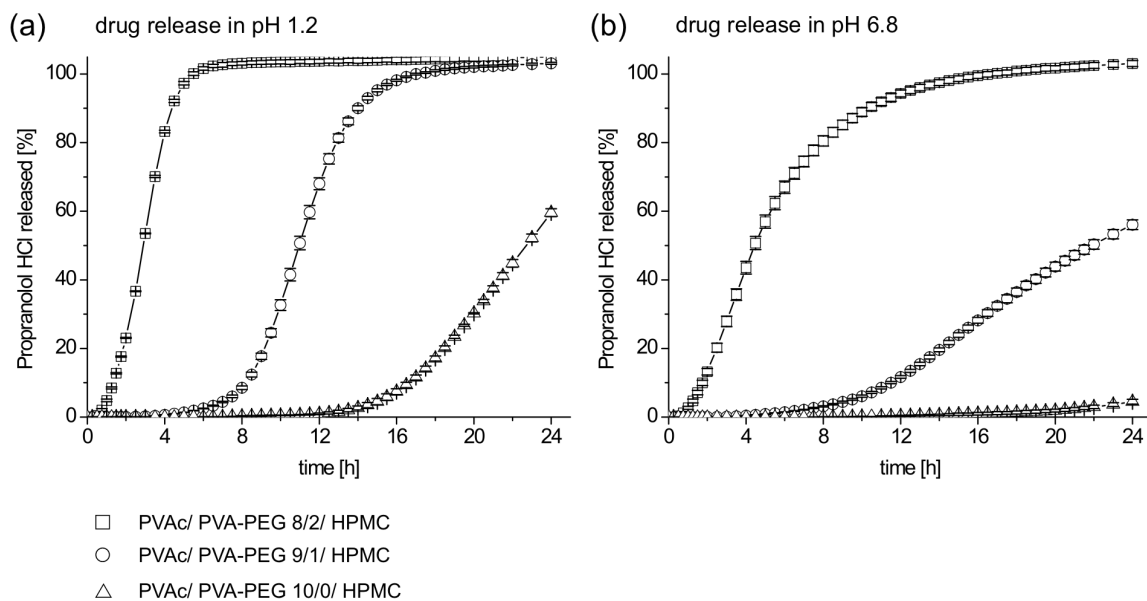 (a) drug release in pH 1.2
(b) drug release in pH 6.8
Propranolol HCl released [%]
100
80
60
40
20
0
0 4 8 12 16 20 24
time [h]
Propranolol HCl released [%]
100
80
60
40
20
0
0 4 8 12 16 20 24
time [h]
PVAc/ PVA-PEG 8/2/ HPMC
PVAc/ PVA-PEG 9/1/ HPMC
PVAc/ PVA-PEG 10/0/ HPMC